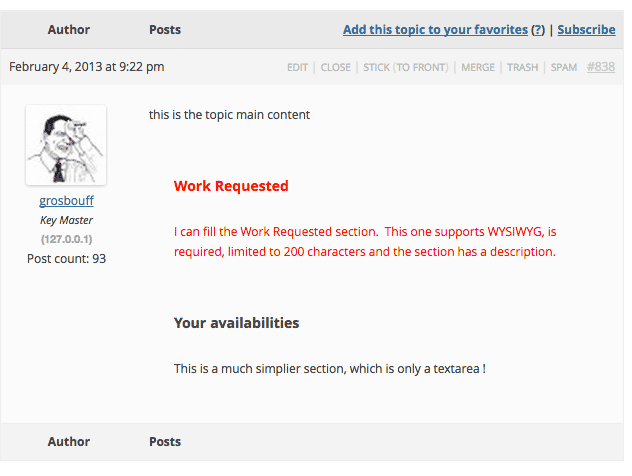 Author Posts Add this topic to your favorites (?) | Subscribe
February 4, 2013 at 9:22 pm EDIT | CLOSE | STICK (TO FRONT) | MERGE | TRASH | SPAM #838
this is the topic main content
Work Requested
grosbouff
Key Master
(127.0.0.1)
Post count: 93
I can fill the Work Requested section.  This one supports WYSIWYG, is
required, limited to 200 characters and the section has a description.
Your availabilities
This is a much simplier section, which is only a textarea !
Author Posts